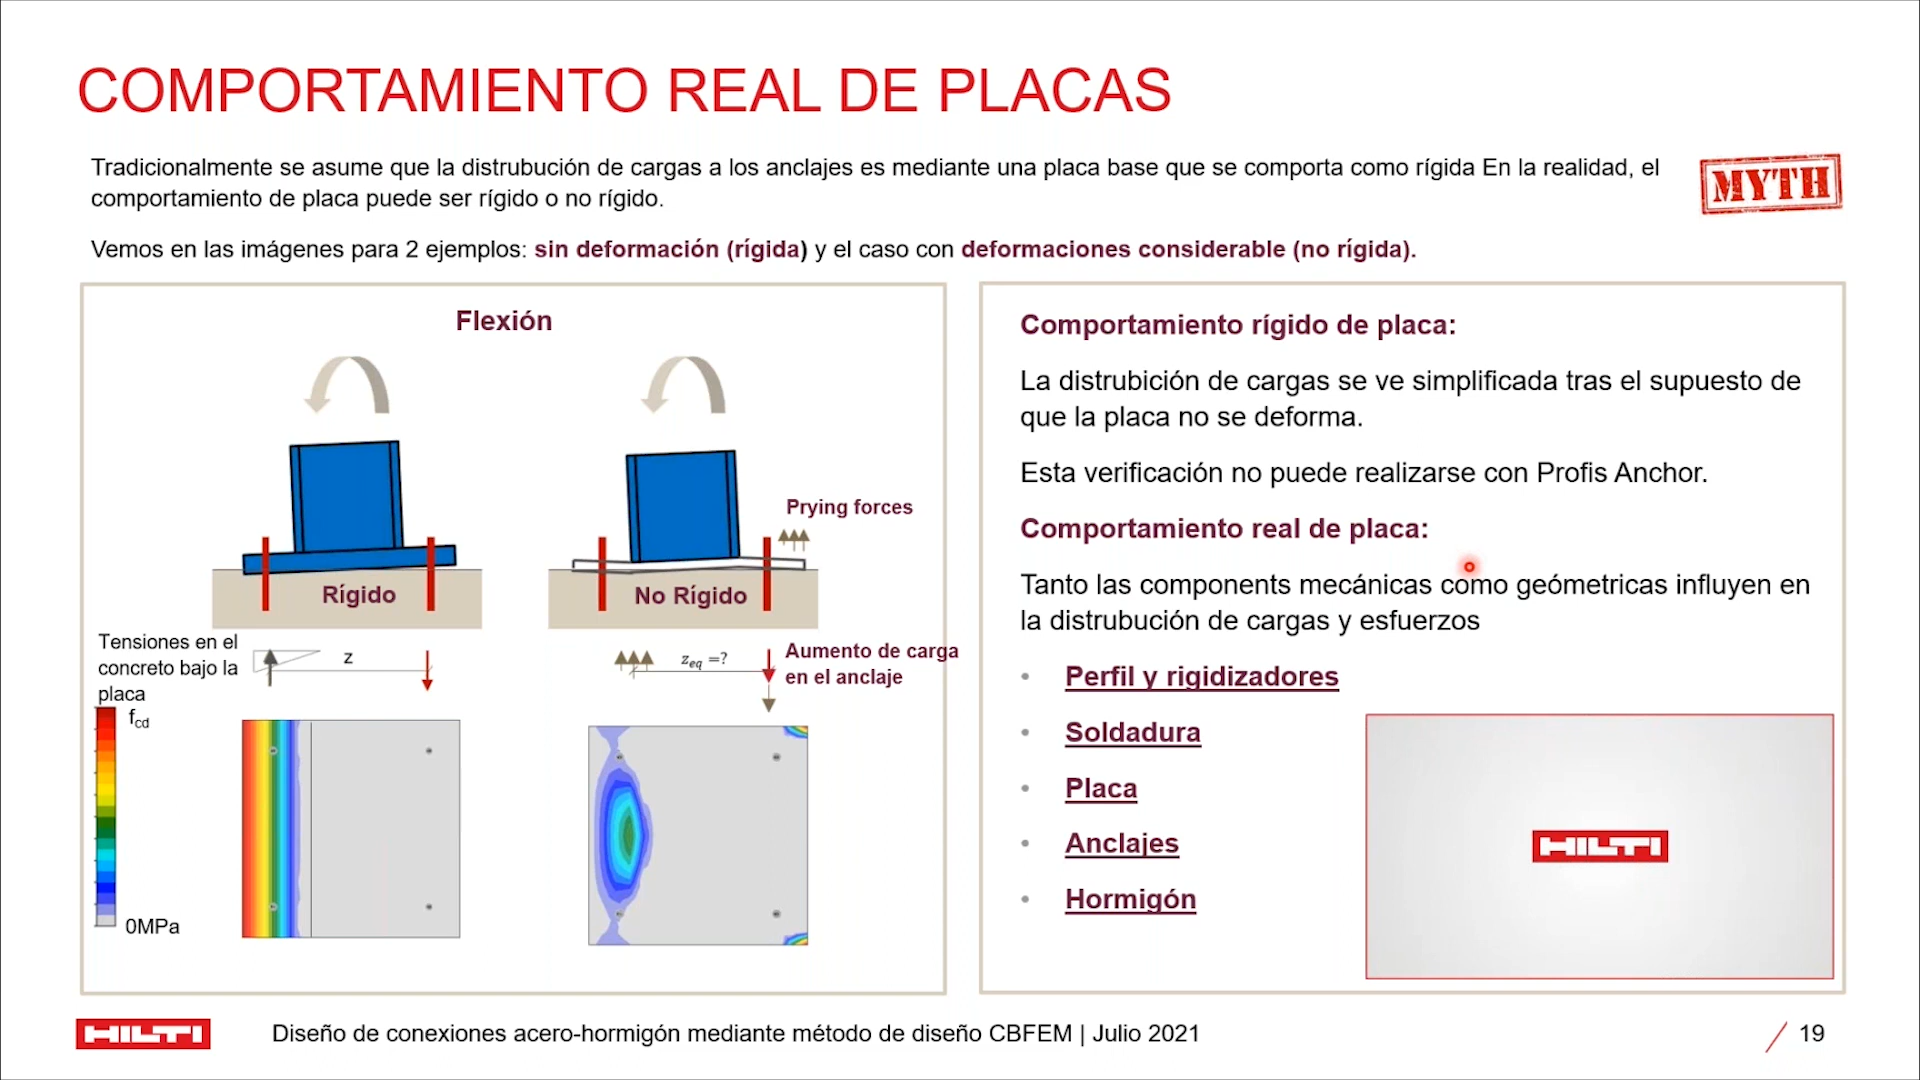 COMPORTAMIENTO REAL DE PLACAS
Tradicionalmente se asume que la distrubución de cargas a los anclajes es mediante una placa base que se comporta como rígida En la realidad, el
comportamiento de placa puede ser rígido o no rígido.
MYTH
Vemos en las imágenes para 2 ejemplos: sin deformación (rígida) y el caso con deformaciones considerable (no rígida).
Flexión
Prying forces
Rígido
No Rígido
Tensiones en el
concreto bajo la
placa
z
z_eq =?
Aumento de carga
en el anclaje
f_cd
0MPa
Comportamiento rígido de placa:
La distrubición de cargas se ve simplificada tras el supuesto de
que la placa no se deforma.
Esta verificación no puede realizarse con Profis Anchor.
Comportamiento real de placa:
Tanto las components mecánicas como geómetricas influyen en
la distrubución de cargas y esfuerzos
• Perfil y rigidizadores
• Soldadura
• Placa
• Anclajes
• Hormigón
HILTI
HILTI
Diseño de conexiones acero-hormigón mediante método de diseño CBFEM | Julio 2021
19